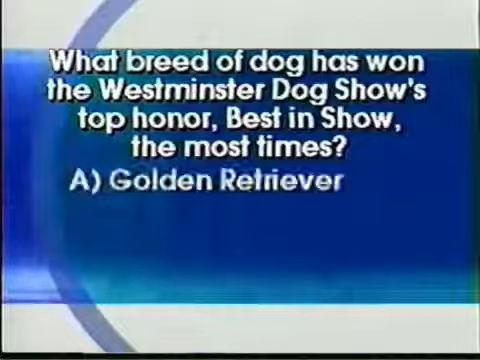 What breed of dog has won
the Westminster Dog Show's
top honor, Best in Show,
the most times?
A) Golden Retriever